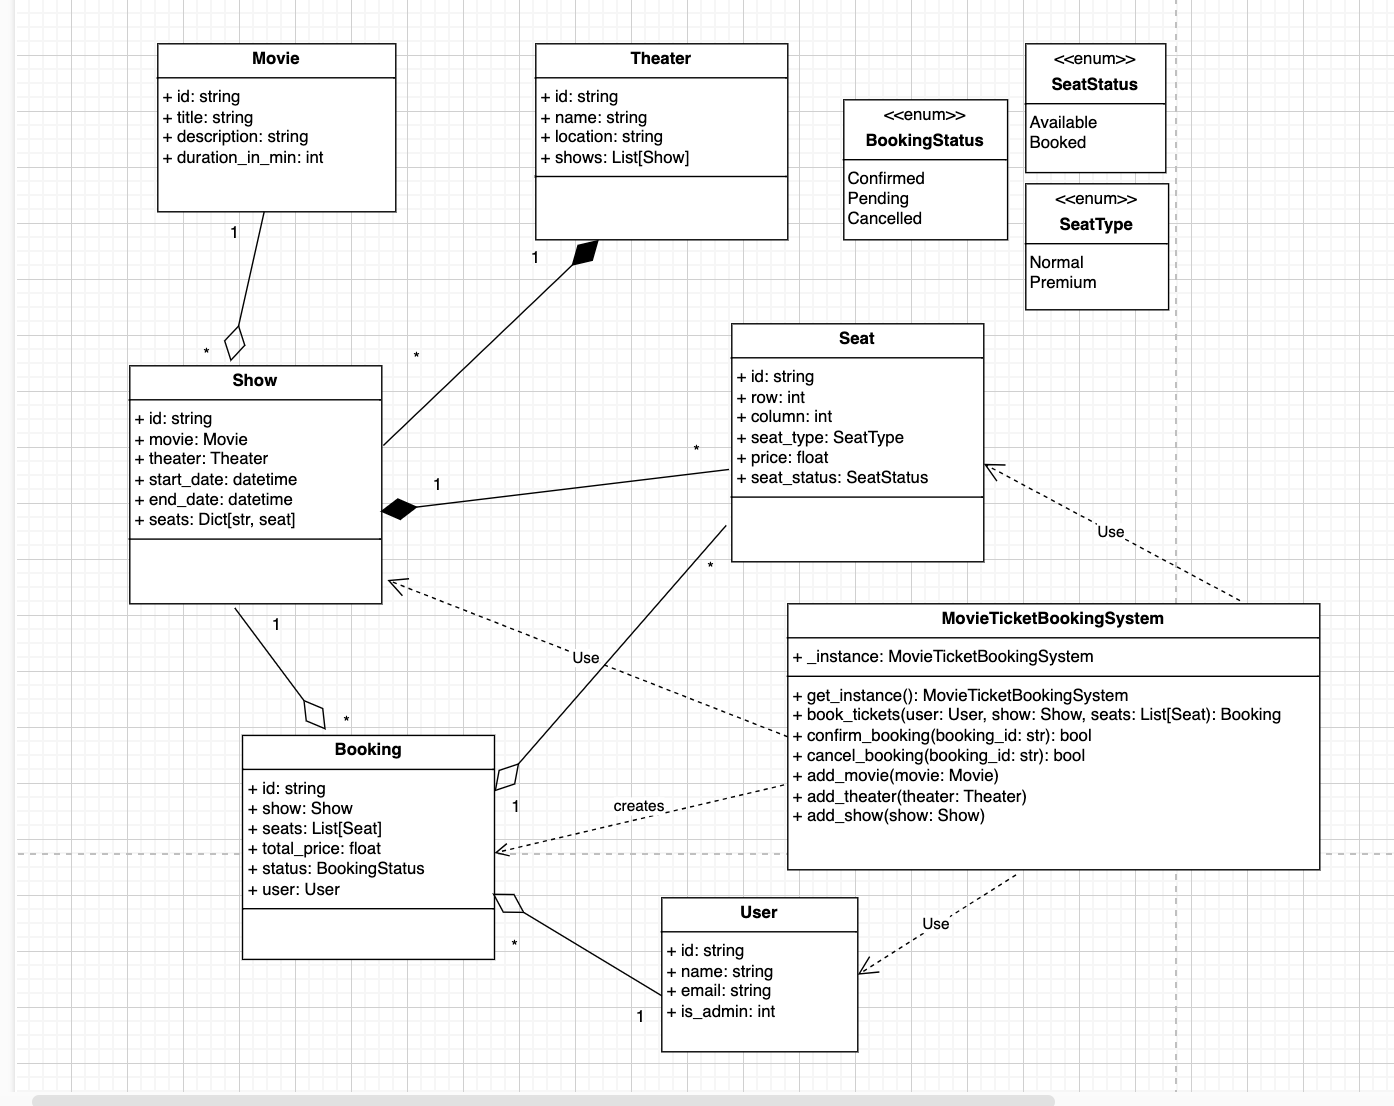 Movie
+ id: string
+ title: string
+ description: string
+ duration_in_min: int
1
*
Theater
+ id: string
+ name: string
+ location: string
+ shows: List[Show]
1
*
<<enum>>
BookingStatus
Confirmed
Pending
Cancelled
<<enum>>
SeatStatus
Available
Booked
<<enum>>
SeatType
Normal
Premium
Show
+ id: string
+ movie: Movie
+ theater: Theater
+ start_date: datetime
+ end_date: datetime
+ seats: Dict[str, seat]
1
*
Seat
+ id: string
+ row: int
+ column: int
+ seat_type: SeatType
+ price: float
+ seat_status: SeatStatus
*
Use
1
*
Use
MovieTicketBookingSystem
+ _instance: MovieTicketBookingSystem
+ get_instance(): MovieTicketBookingSystem
+ book_tickets(user: User, show: Show, seats: List[Seat): Booking
+ confirm_booking(booking_id: str): bool
+ cancel_booking(booking_id: str): bool
+ add_movie(movie: Movie)
+ add_theater(theater: Theater)
+ add_show(show: Show)
Booking
+ id: string
+ show: Show
+ seats: List[Seat]
+ total_price: float
+ status: BookingStatus
+ user: User
1
creates
*
1
User
+ id: string
+ name: string
+ email: string
+ is_admin: int
Use